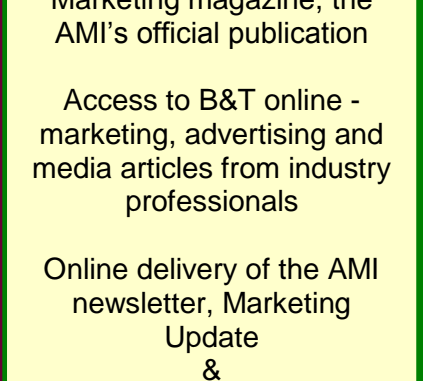 Marketing magazine, the
AMI's official publication
Access to B&T online -
marketing, advertising and
media articles from industry
professionals
Online delivery of the AMI
newsletter, Marketing
Update
&